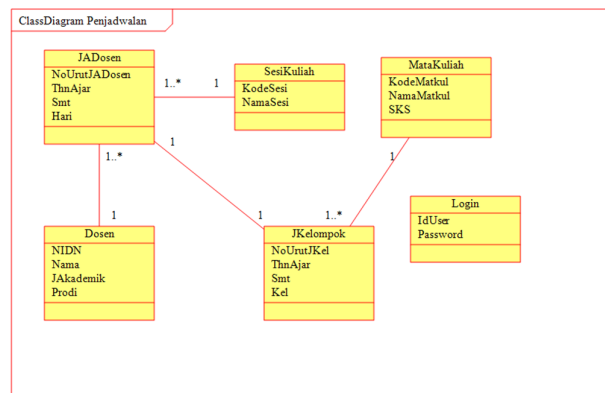 ClassDiagram Penjadwalan
JADosen
NoUrutJADosen
ThnAjar
Smt
Hari
1..*
1
SesiKuliah
KodeSesi
NamaSesi
MataKuliah
KodeMatkul
NamaMatkul
SKS
1..*
1
1
1
1..*
1
Dosen
NIDN
Nama
JAkademik
Prodi
JKelompok
NoUrutJKel
ThnAjar
Smt
Kel
Login
IdUser
Password